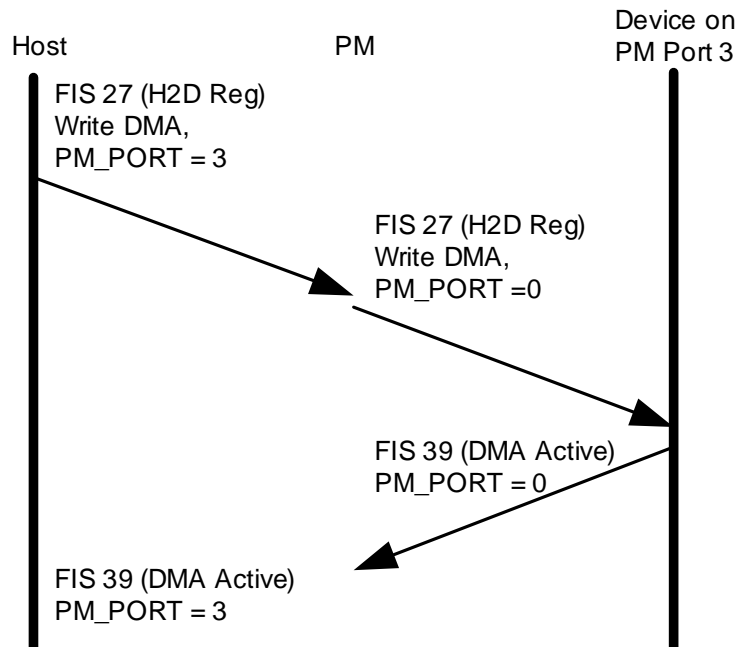 Host
PM
Device on
PM Port 3
FIS 27 (H2D Reg)
Write DMA,
PM_PORT = 3
FIS 27 (H2D Reg)
Write DMA,
PM_PORT =0
FIS 39 (DMA Active)
PM_PORT = 0
FIS 39 (DMA Active)
PM_PORT = 3